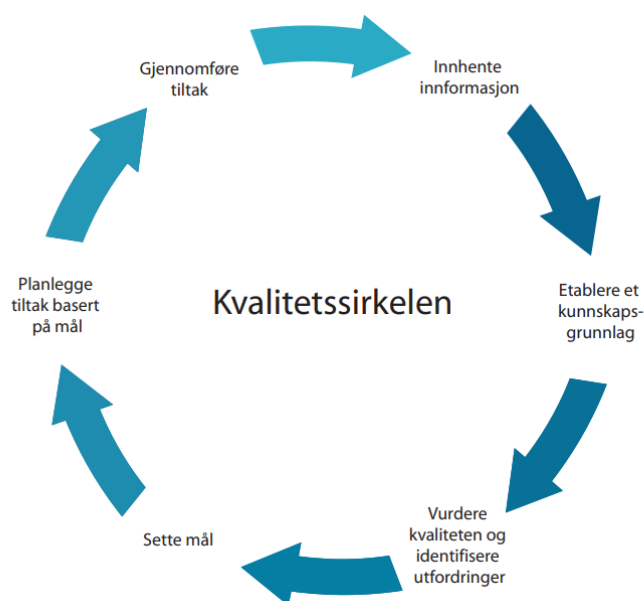 Kvalitetssirkelen
Innhente
innformasjon
Etablere et
kunnskaps-
grunnlag
Vurdere
kvaliteten og
identifisere
utfordringer
Sette mål
Planlegge
tiltak basert
på mål
Gjennomføre
tiltak